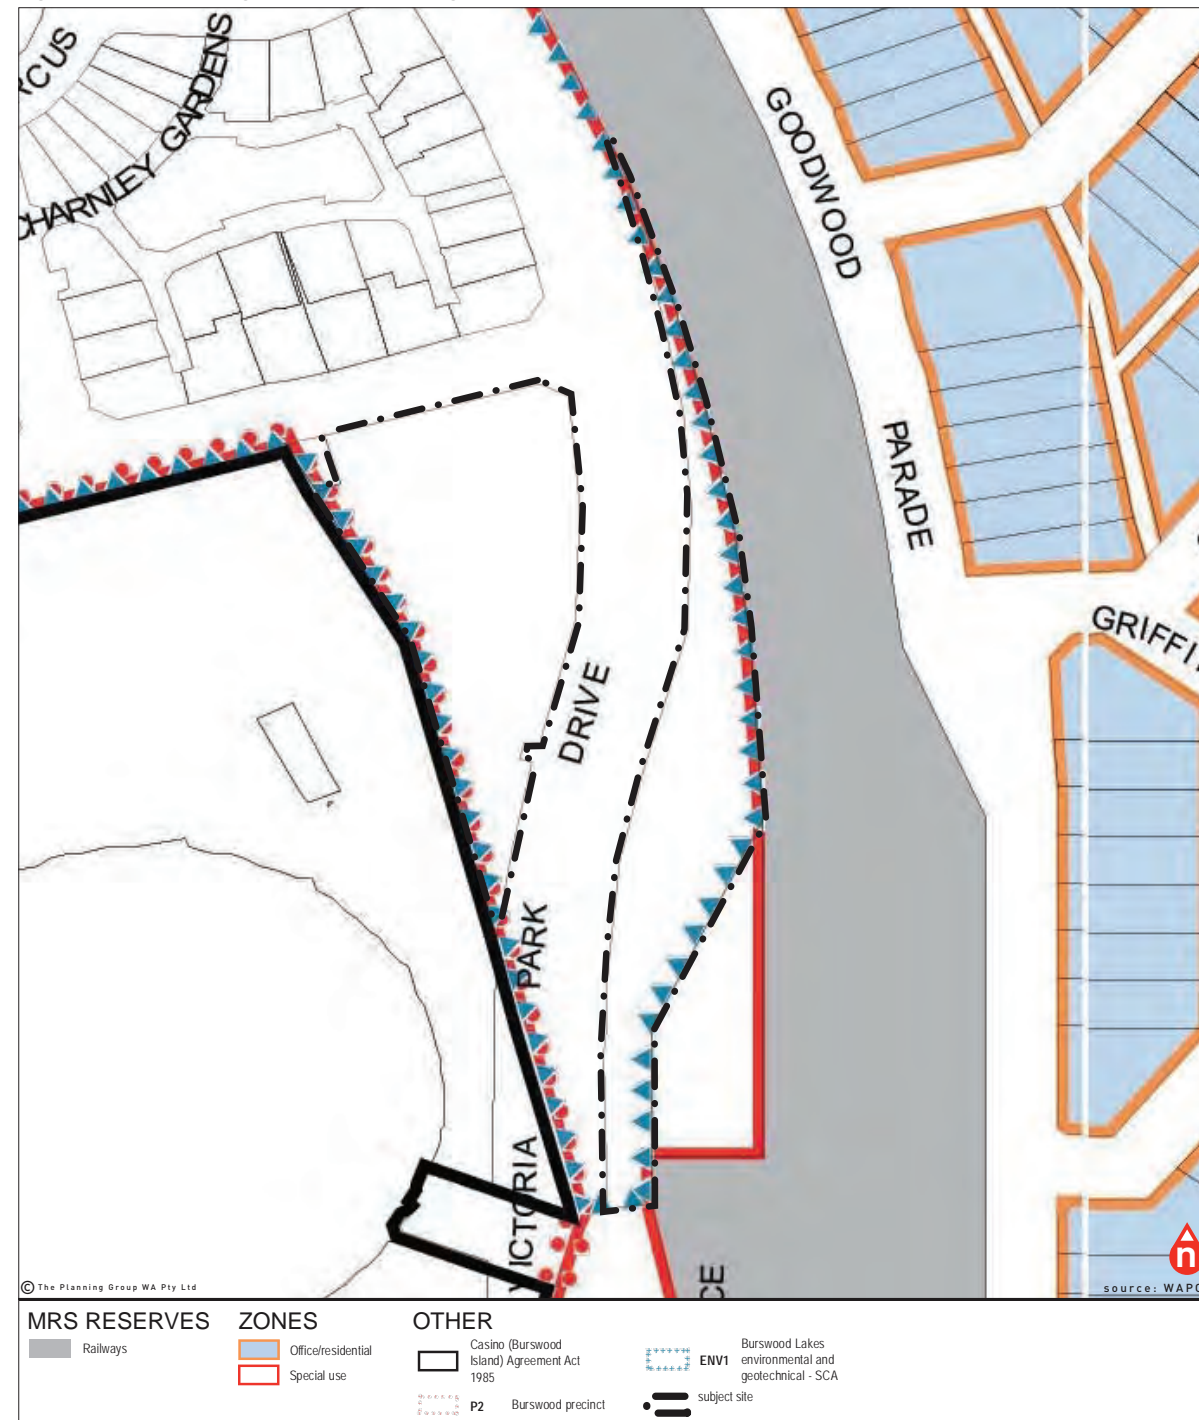 RCUS
CHARNLEY GARDENS
GOODWOOD
PARADE
GRIFFI
DRIVE
PARK
VICTORIA
CE
n
© The Planning Group WA Pty Ltd
source: WAPC
MRS RESERVES
Railways
ZONES
Office/residential
Special use
OTHER
Casino (Burswood
Island) Agreement Act
1985
P2 Burswood precinct
ENV1
Burswood Lakes
environmental and
geotechnical - SCA
subject site